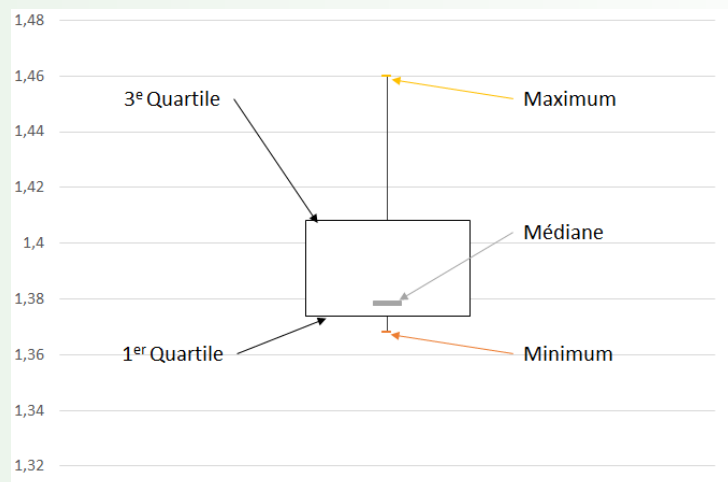 1,48
1,46
3e Quartile
Maximum
1,44
1,42
Médiane
1,4
1,38
1er Quartile
Minimum
1,36
1,34
1,32